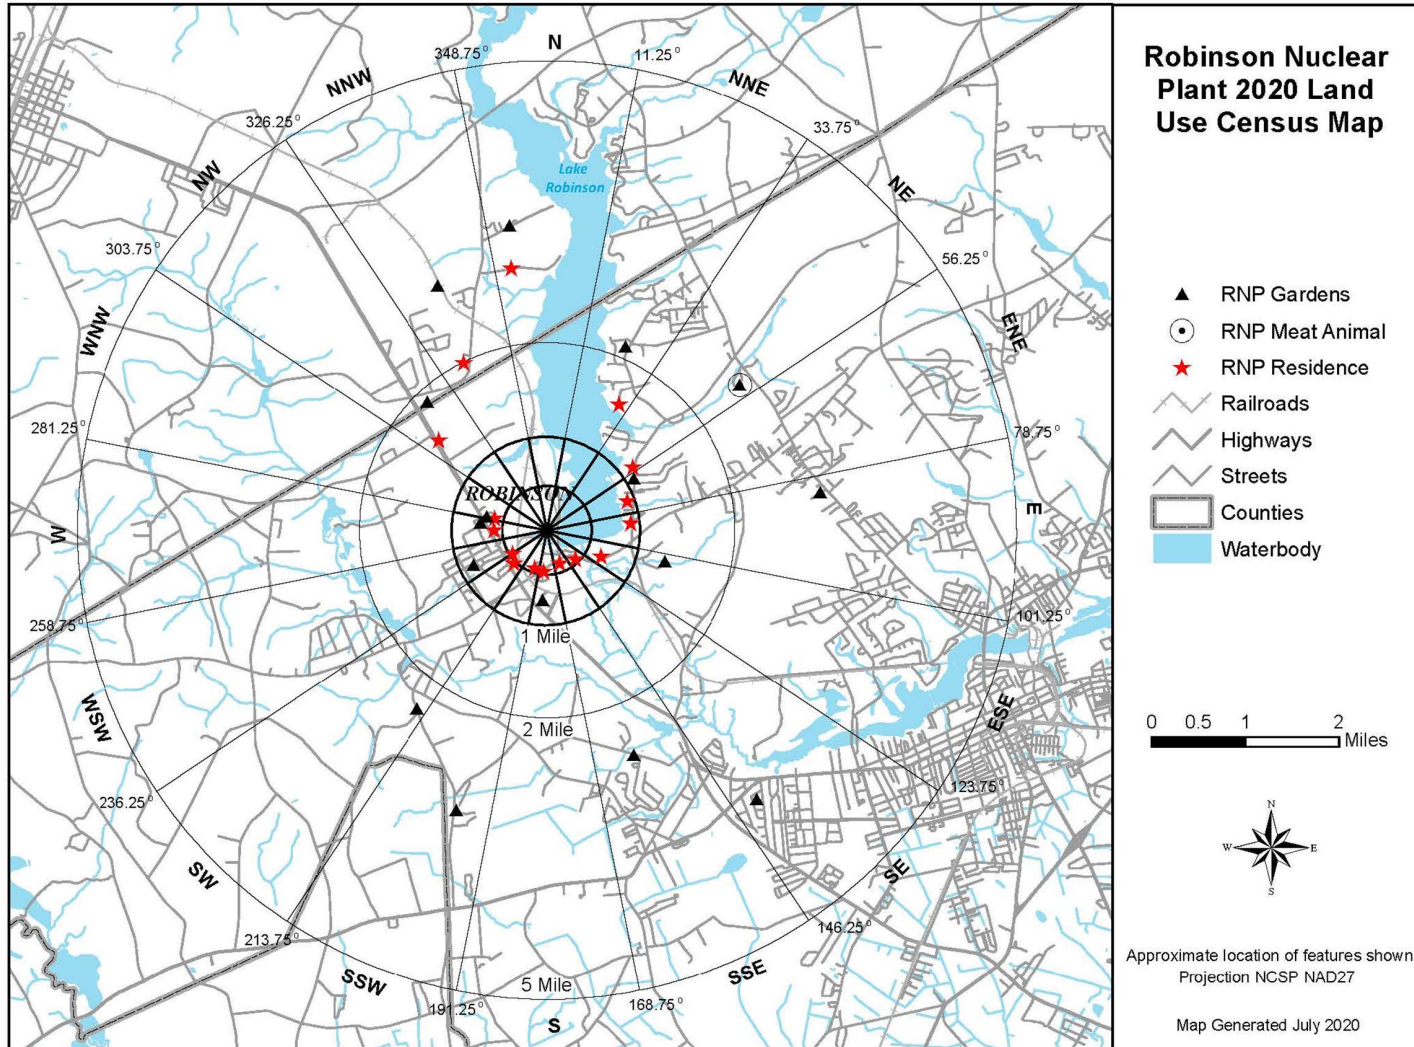 Robinson Nuclear
Plant 2020 Land
Use Census Map
N
348.75°
11.25°
NNW
NNE
326.25°
33.75°
NW
NE
Lake
Robinson
303.75°
56.25°
WNW
ENE
281.25°
78.75°
ROBINSON
W
E
258.75°
101.25°
1 Mile
WSW
ESE
2 Mile
236.25°
123.75°
SW
SE
213.75°
146.25°
SSW
SSE
5 Mile
191.25°
168.75°
S
RNP Gardens
RNP Meat Animal
RNP Residence
Railroads
Highways
Streets
Counties
Waterbody
0 0.5 1 2
Miles
N
W E
S
Approximate location of features shown
Projection NCSP NAD27
Map Generated July 2020